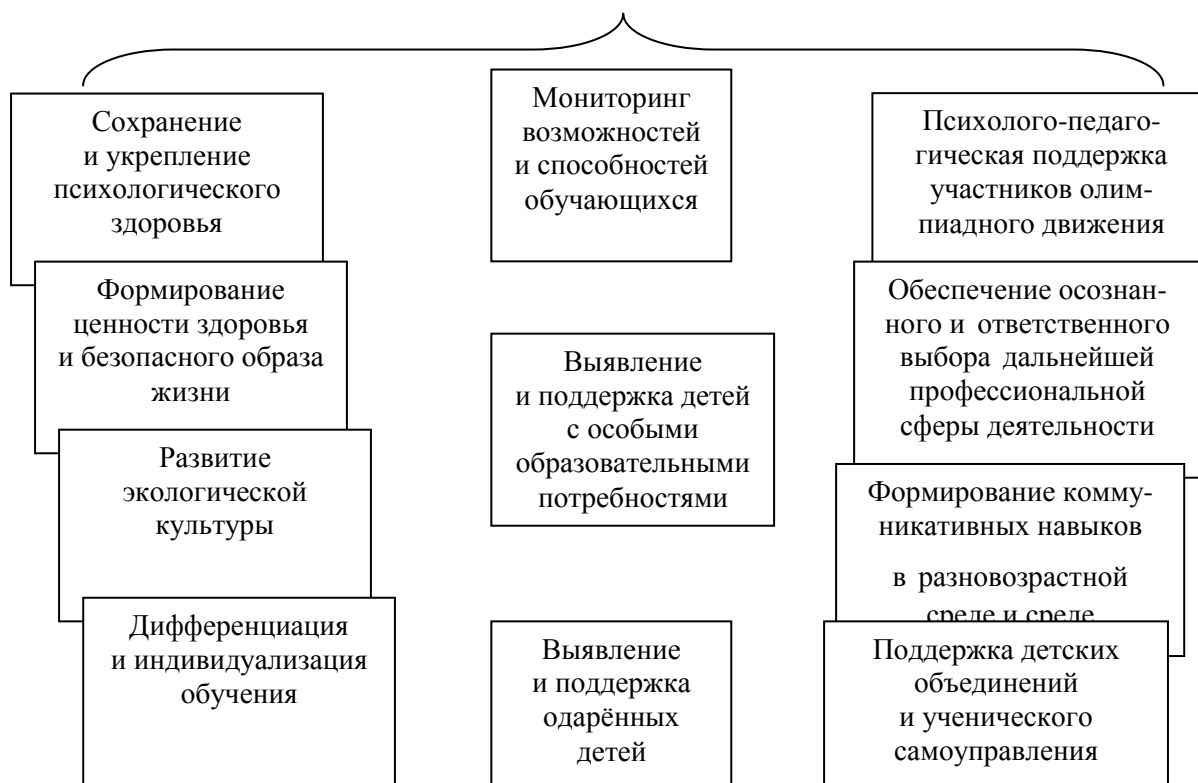 Сохранение
и укрепление
психологического
здоровья
Формирование
ценности здоровья
и безопасного образа
жизни
Развитие
экологической
культуры
Дифференциация
и индивидуализация
обучения
Мониторинг
возможностей
и способностей
обучающихся
Выявление
и поддержка детей
с особыми
образовательными
потребностями
Выявление
и поддержка
одарённых
детей
Психолого-педаго-
гическая поддержка
участников олим-
пиадного движения
Обеспечение осознан-
ного и ответственного
выбора дальнейшей
профессиональной
сферы деятельности
Формирование комму-
никативных навыков
в разновозрастной
среде и среде
Поддержка детских
объединений
и ученического
самоуправления